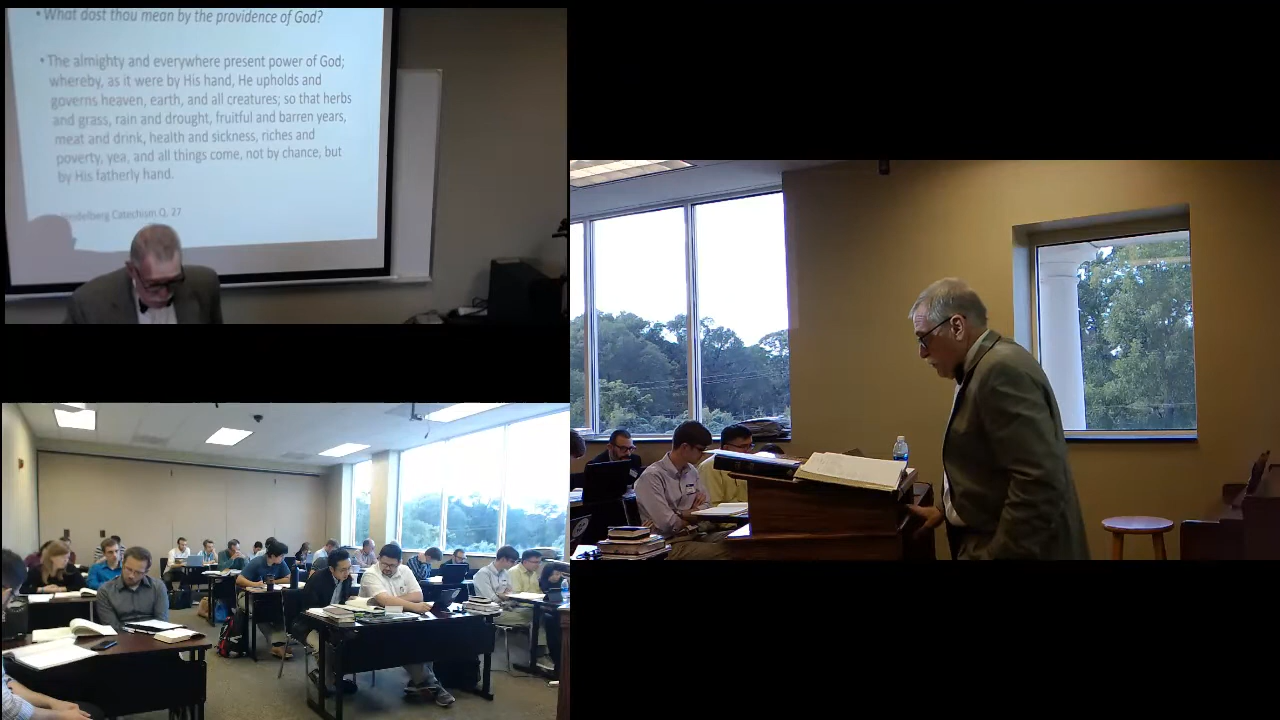 • What dost thou mean by the providence of God?
• The almighty and everywhere present power of God;
whereby, as it were by His hand, He upholds and
governs heaven, earth, and all creatures; so that herbs
and grass, rain and drought, fruitful and barren years,
meat and drink, health and sickness, riches and
poverty, yea, and all things come, not by chance, but
by His fatherly hand.
Catechism Q. 27